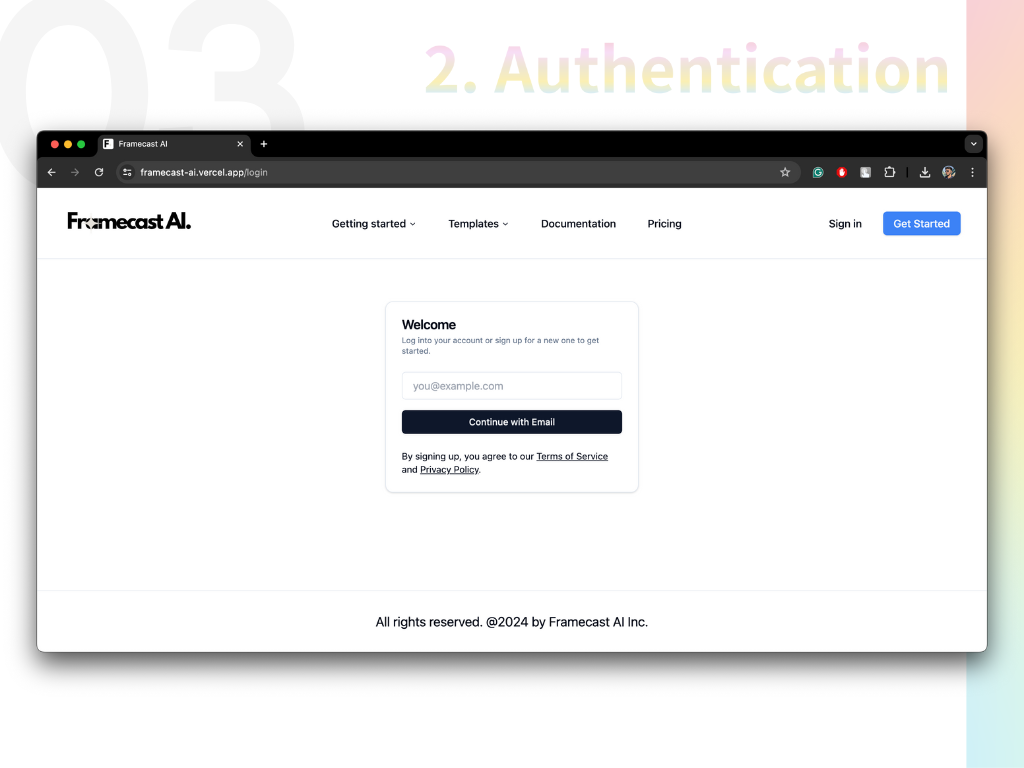 03
2. Authentication
Framecast AI
framecast-ai.vercel.app/login
Framecast AI.
Getting started
Templates
Documentation
Pricing
Sign in
Get Started
Welcome
Log into your account or sign up for a new one to get
started.
you@example.com
Continue with Email
By signing up, you agree to our Terms of Service
and Privacy Policy.
All rights reserved. @2024 by Framecast AI Inc.